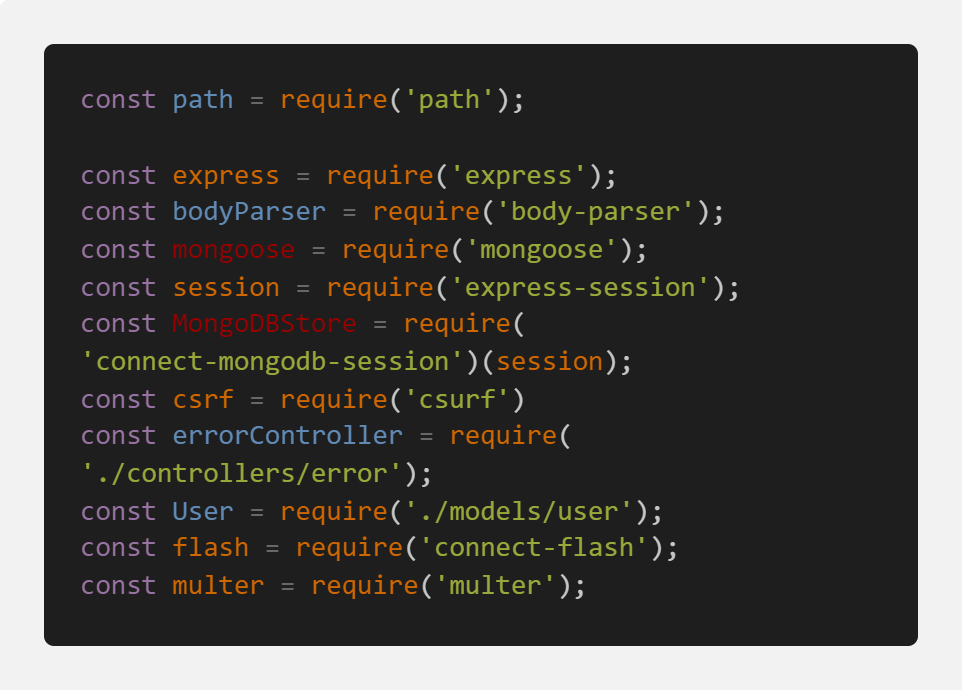 const path = require('path');

const express = require('express');
const bodyParser = require('body-parser');
const mongoose = require('mongoose');
const session = require('express-session');
const MongoDBStore = require(
'connect-mongodb-session')(session);
const csrf = require('csurf')
const errorController = require(
'./controllers/error');
const User = require('./models/user');
const flash = require('connect-flash');
const multer = require('multer');